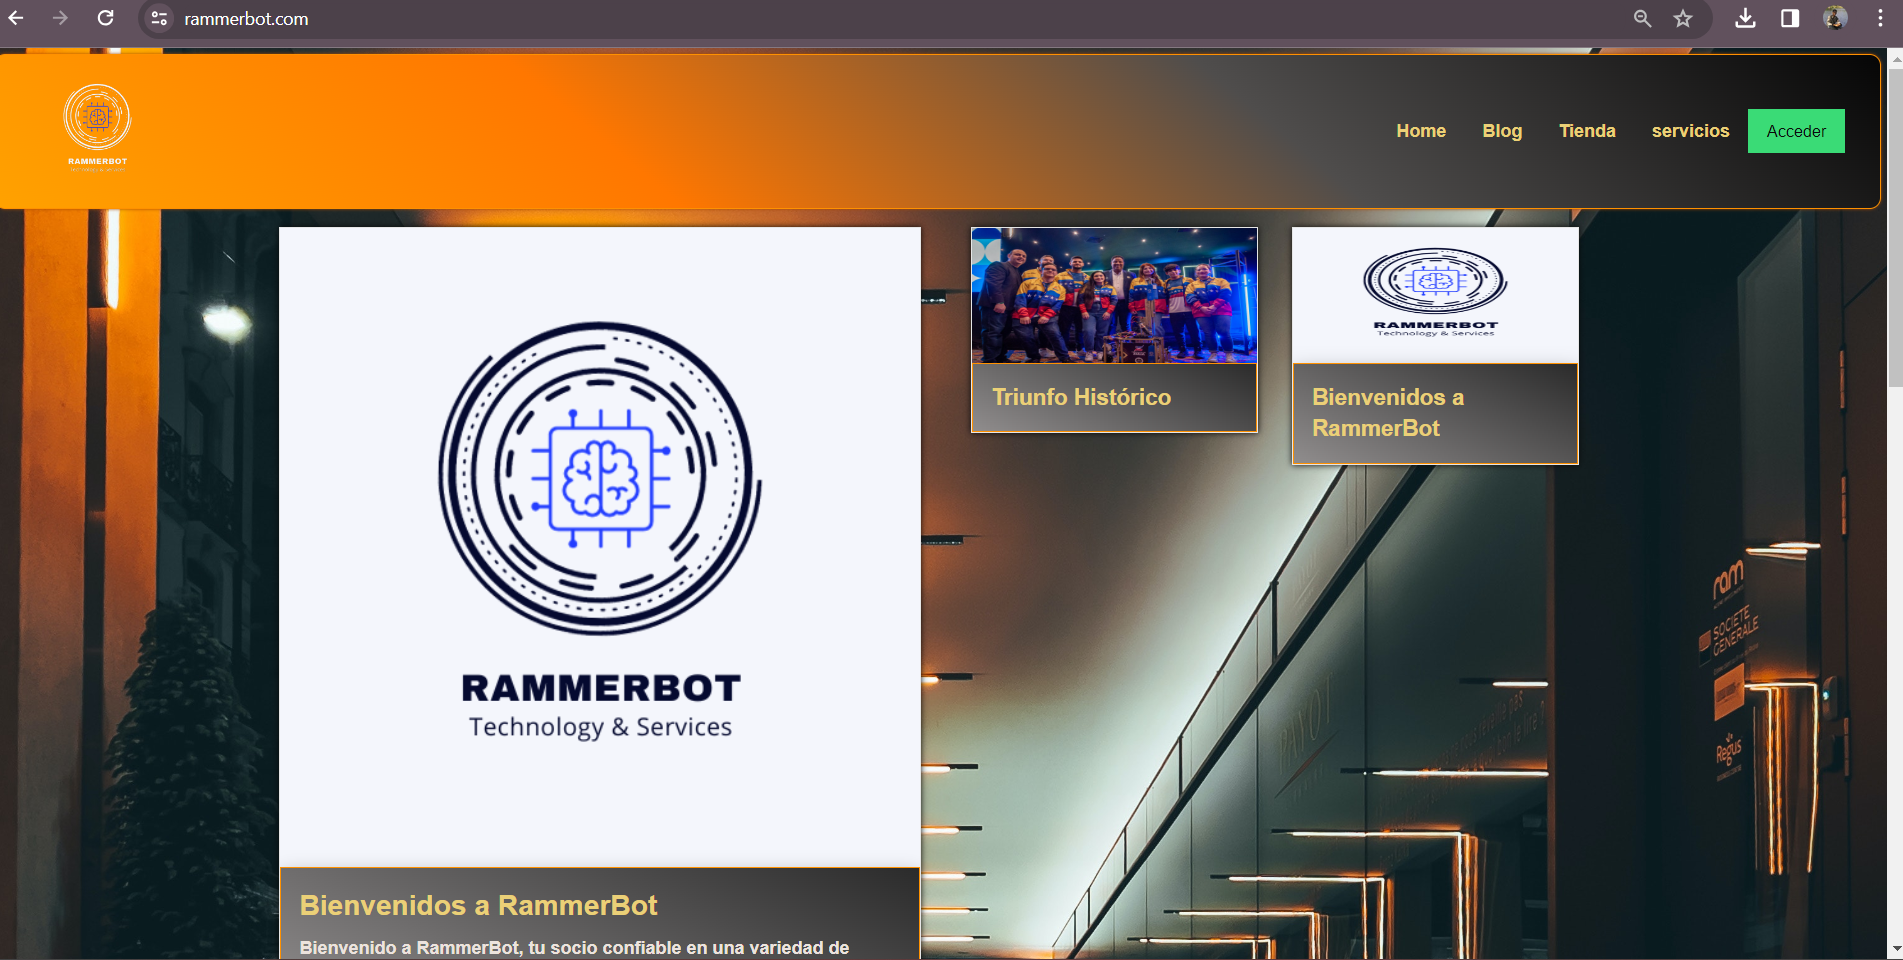 rammerbot.com
RAMMERBOT
Home
Blog
Tienda
servicios
Acceder
RAMMERBOT
Technology & Services
Bienvenidos a RammerBot
Bienvenido a RammerBot, tu socio confiable en una variedad de
Triunfo Histórico
RAMMERBOT
Technology & Services
Bienvenidos a
RammerBot
PAYOT
ram
SOCIETE
GENERALE
Regus